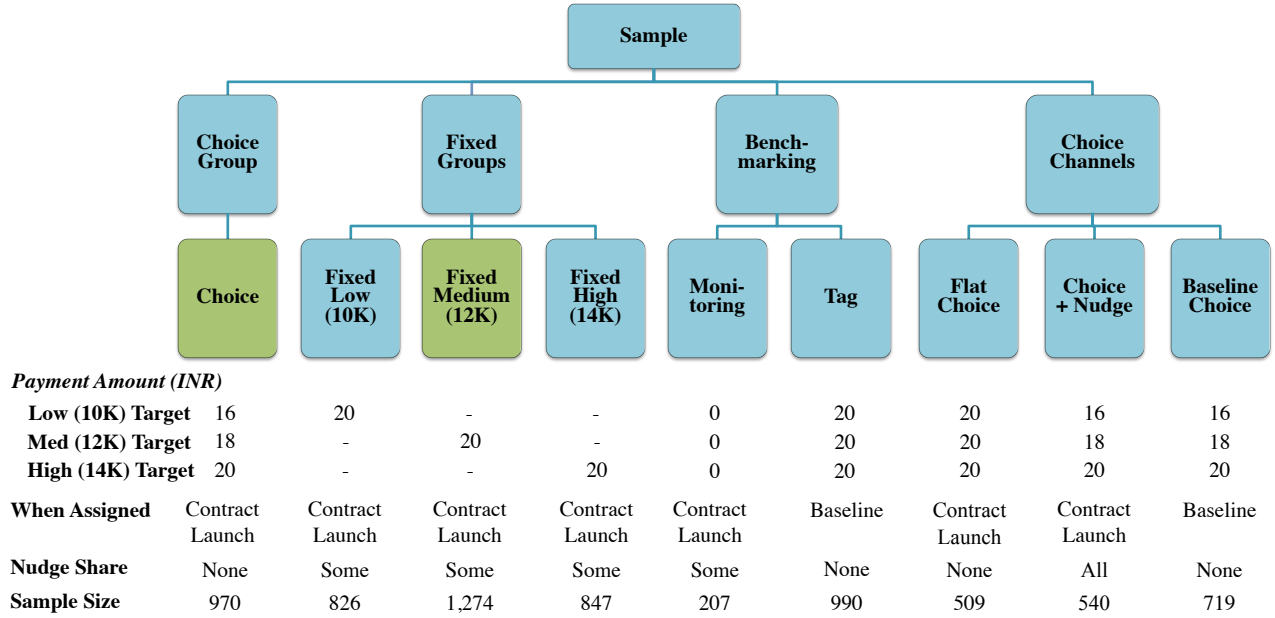 Sample
Choice
Group
Fixed
Groups
Bench-
marking
Choice
Channels
Choice
Fixed
Low
(10K)
Fixed
Medium
(12K)
Fixed
High
(14K)
Moni-
toring
Tag
Flat
Choice
Choice
+ Nudge
Baseline
Choice
Payment Amount (INR)
Low (10K) Target 16 20 - - 0 20 20 16 16
Med (12K) Target 18 - 20 - 0 20 20 18 18
High (14K) Target 20 - - 20 0 20 20 20 20
When Assigned Contract Contract Contract Contract Contract Baseline Contract Contract Baseline
Launch Launch Launch Launch Launch Launch Launch
Nudge Share None Some Some Some Some None None All None
Sample Size 970 826 1,274 847 207 990 509 540 719